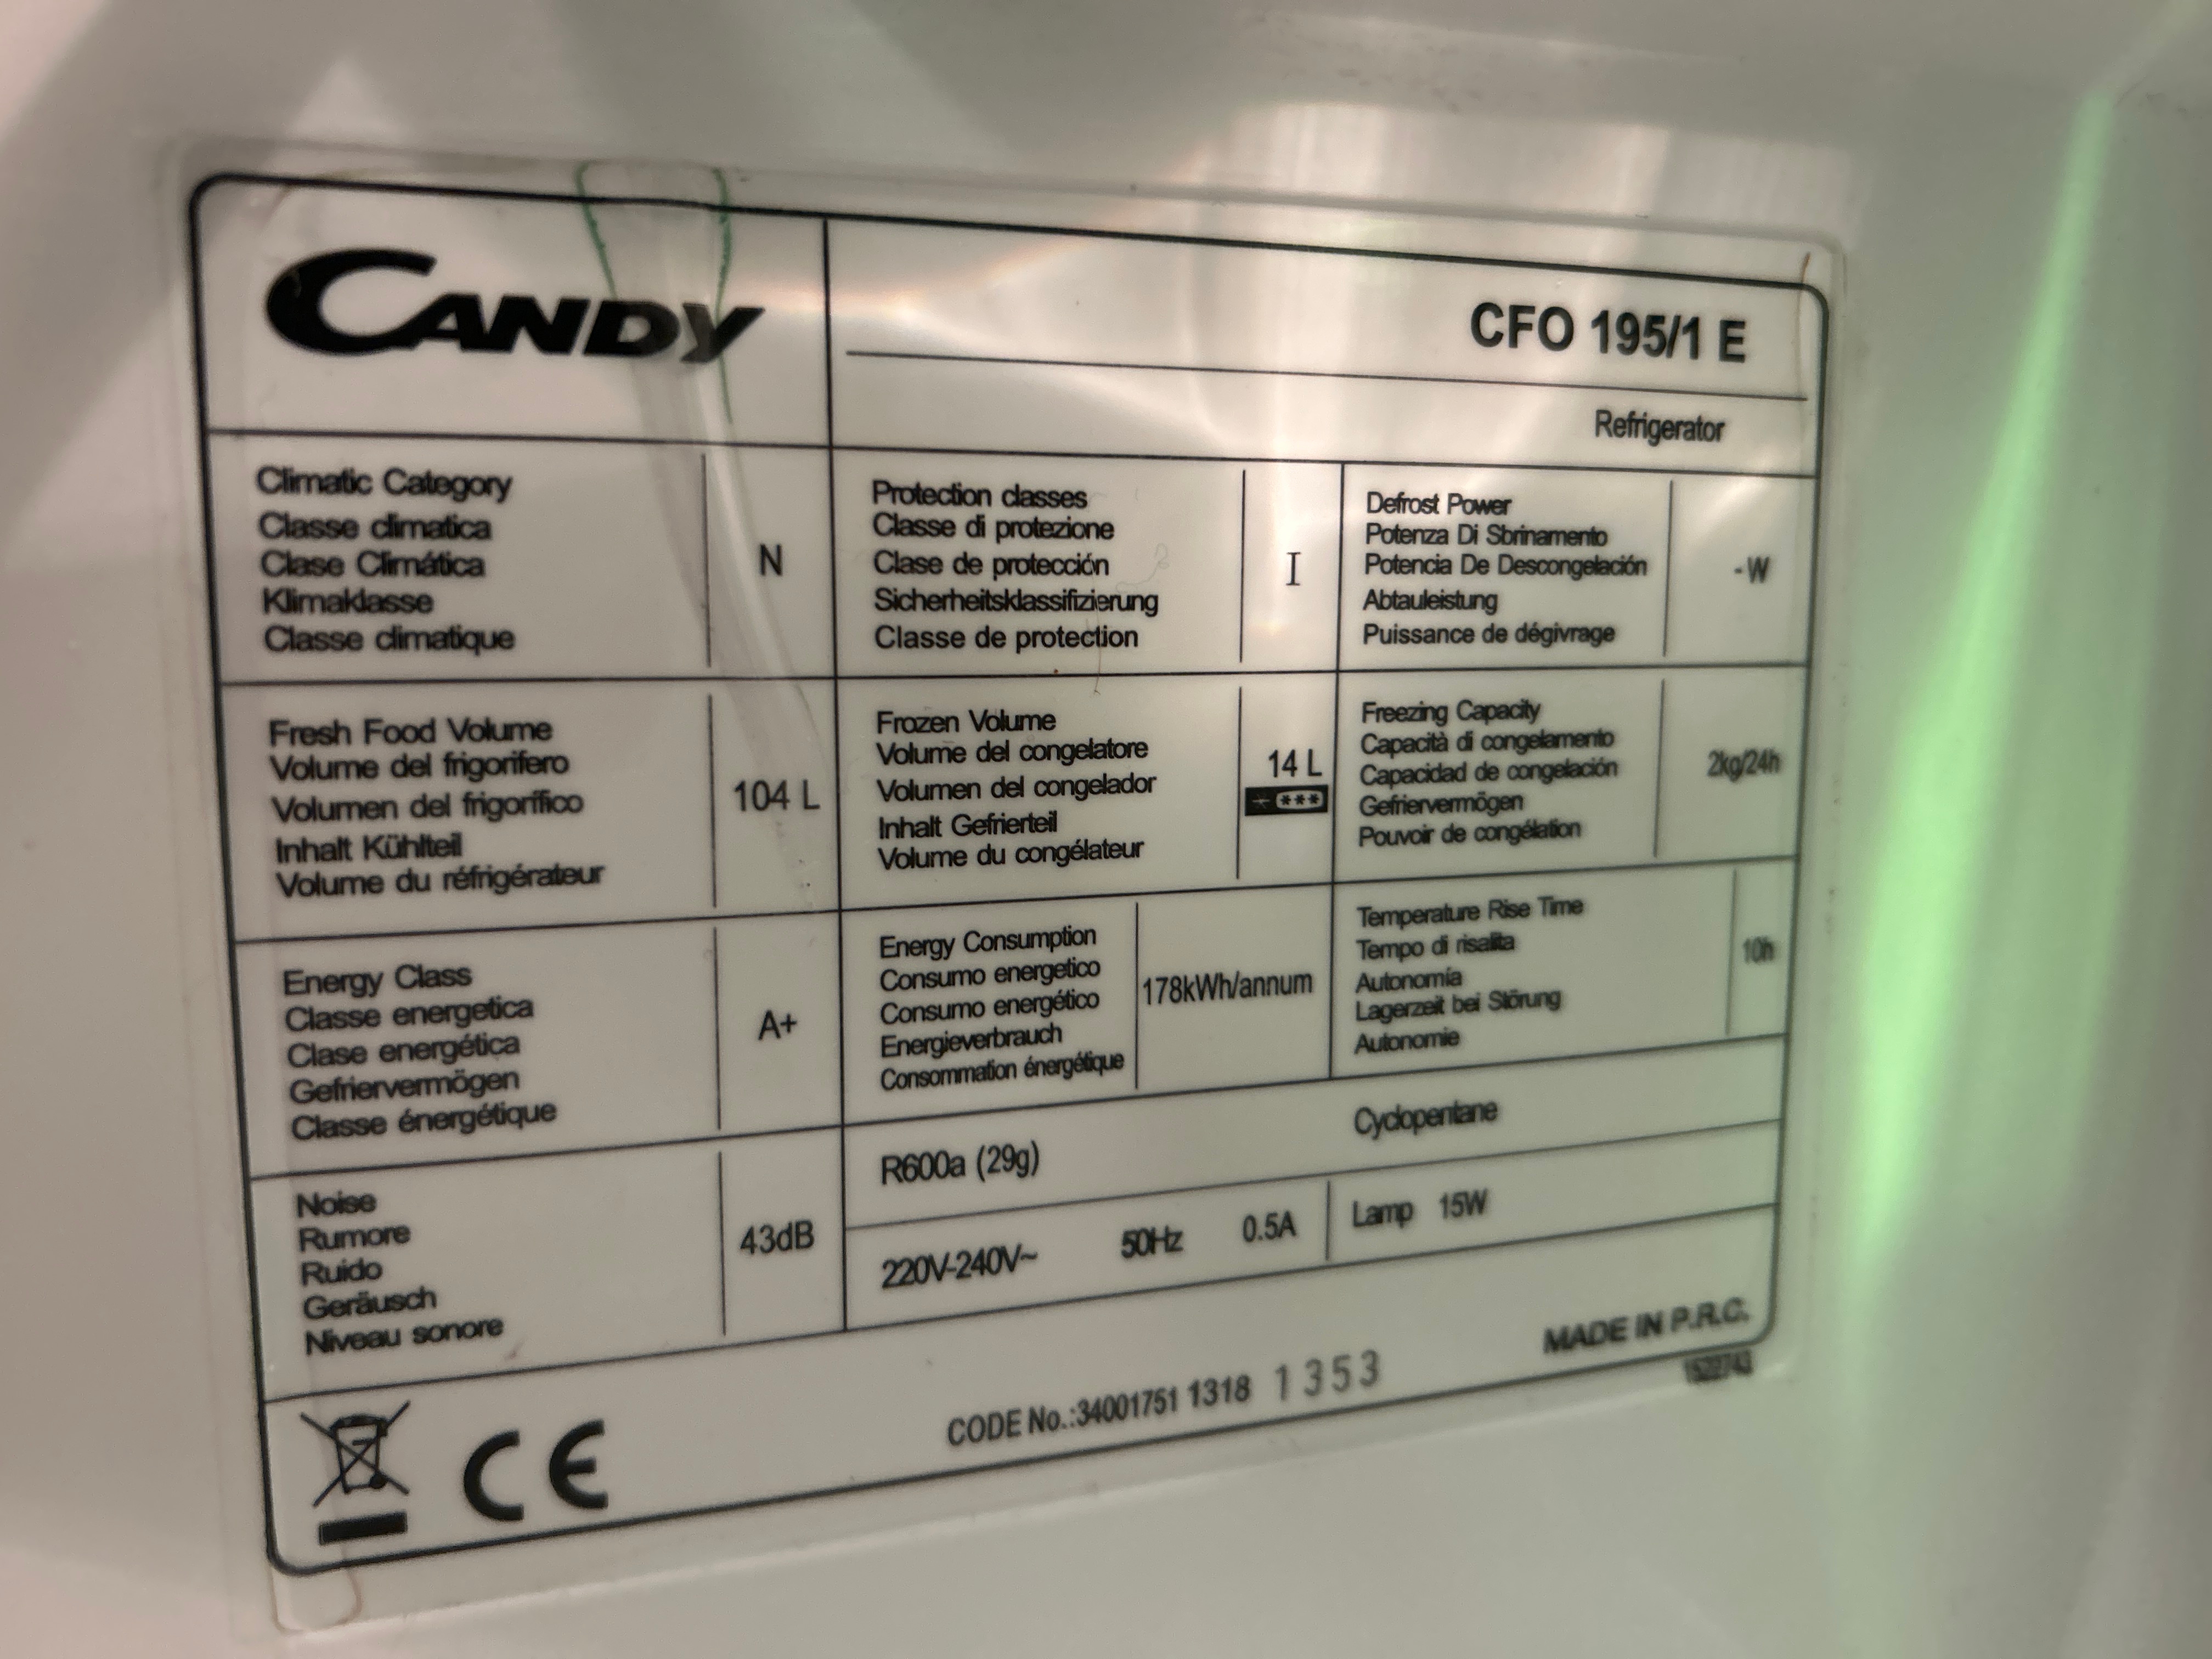 CANDY
CFO 195/1 E
Refrigerator
Climatic Category
Classe climatica
Clase Climática
Klimaklasse
Classe climatique
N
Protection classes
Classe di protezione
Clase de protección
Sicherheitsklassifizierung
Classe de protection
I
Defrost Power
Potenza Di Sbrinamento
Potencia De Descongelación
Abtauleistung
Puissance de dégivrage
-W
Fresh Food Volume
Volume del frigorifero
Volumen del frigorífico
Inhalt Kühlteil
Volume du réfrigérateur
104 L
Frozen Volume
Volume del congelatore
Volumen del congelador
Inhalt Gefrierteil
Volume du congélateur
14 L
* ***
Freezing Capacity
Capacità di congelamento
Capacidad de congelación
Gefriervermögen
Pouvoir de congélation
2kg/24h
Energy Class
Classe energetica
Clase energética
Gefriervermögen
Classe énergétique
A+
Energy Consumption
Consumo energetico
Consumo energético
Energieverbrauch
Consommation énergétique
178kWh/annum
Temperature Rise Time
Tempo di risalita
Autonomía
Lagerzeit bei Störung
Autonomie
10h
Noise
Rumore
Ruido
Geräusch
Niveau sonore
43dB
R600a (29g)
Cyclopentane
220V-240V~ 50Hz 0.5A
Lamp 15W
MADE IN P.R.C.
CE
CODE No.:34001751 1318 1353